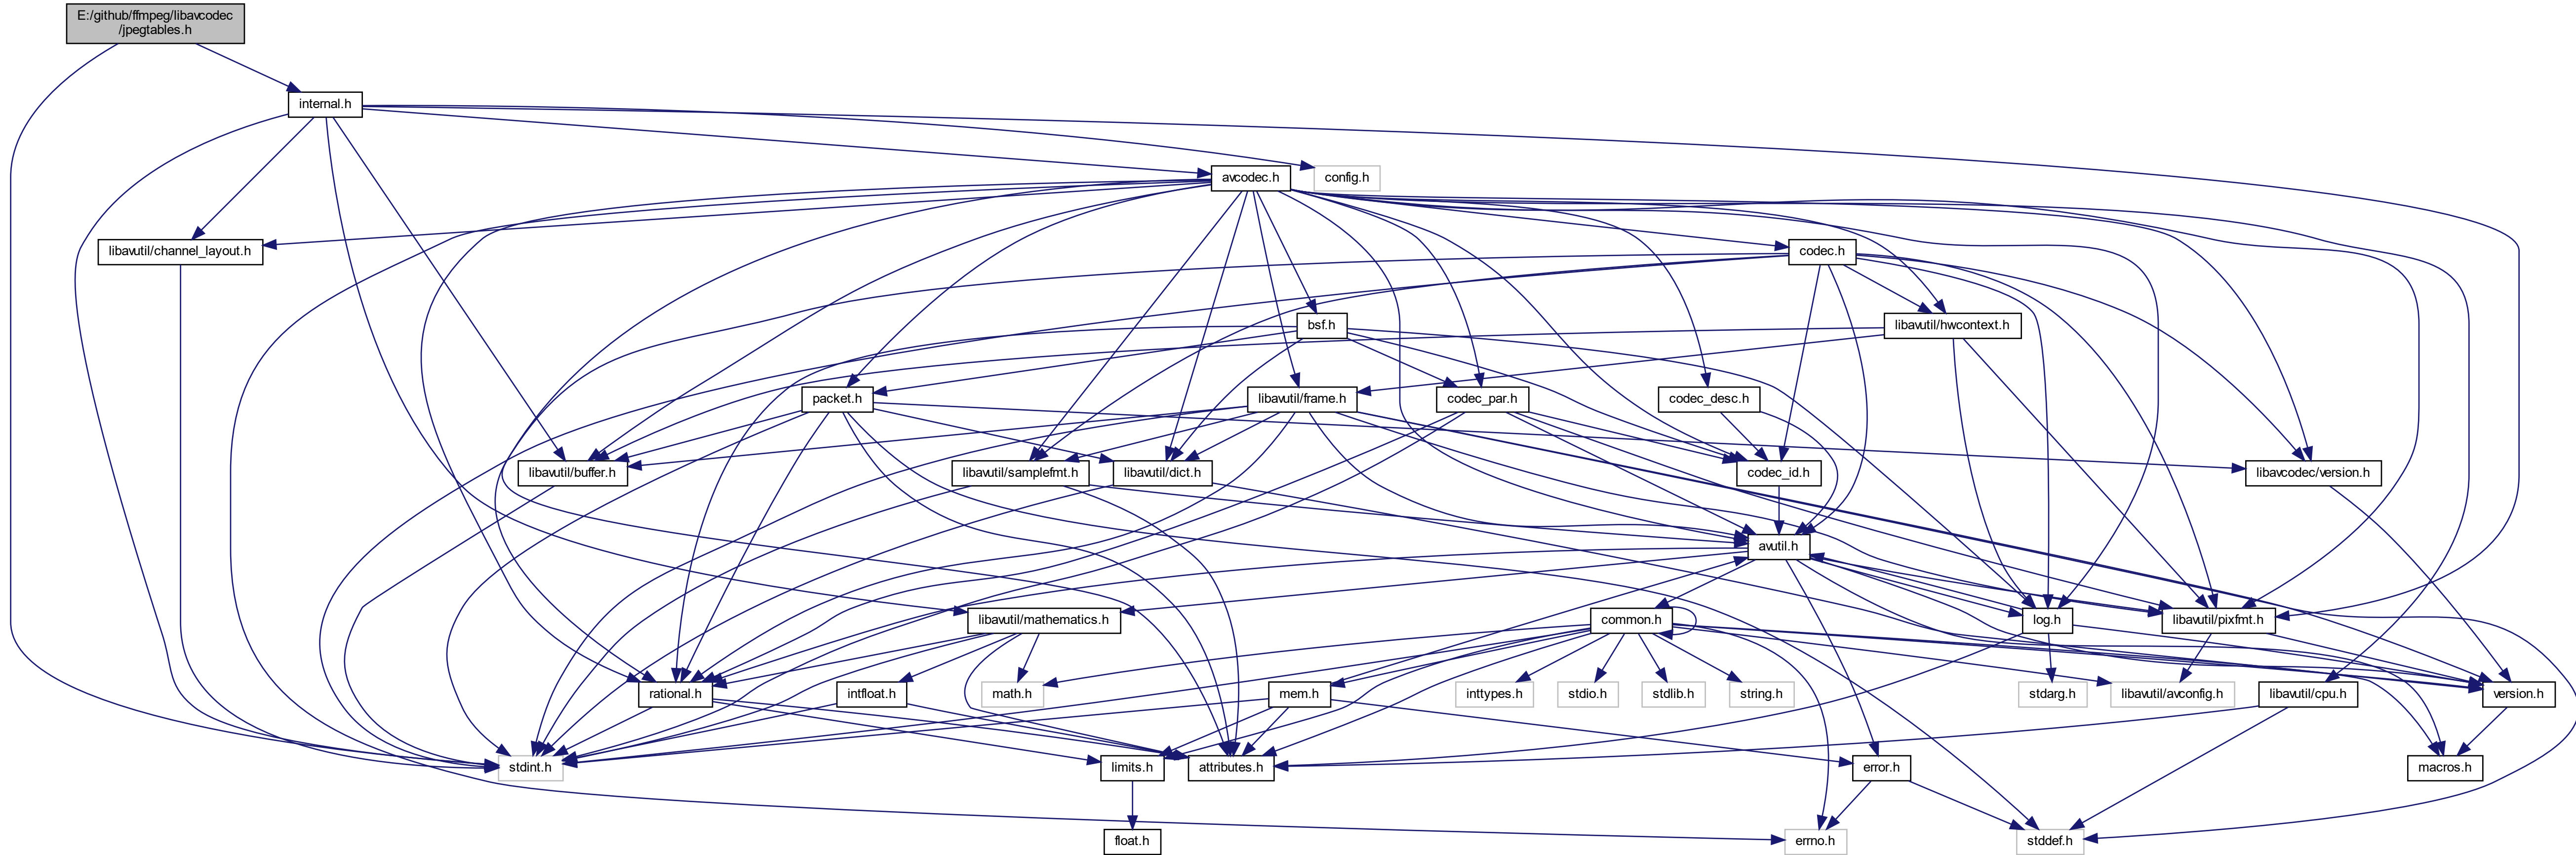 E:/github/ffmpeg/libavcodec
/jpegtables.h
internal.h
avcodec.h
config.h
libavutil/channel_layout.h
codec.h
bsf.h
libavutil/hwcontext.h
packet.h
libavutil/frame.h
codec_par.h
codec_desc.h
libavutil/buffer.h
libavutil/samplefmt.h
libavutil/dict.h
codec_id.h
libavcodec/version.h
avutil.h
libavutil/mathematics.h
common.h
log.h
libavutil/pixfmt.h
rational.h
intfloat.h
math.h
mem.h
inttypes.h
stdio.h
stdlib.h
string.h
stdarg.h
libavutil/avconfig.h
libavutil/cpu.h
version.h
stdint.h
limits.h
attributes.h
error.h
macros.h
float.h
errno.h
stddef.h